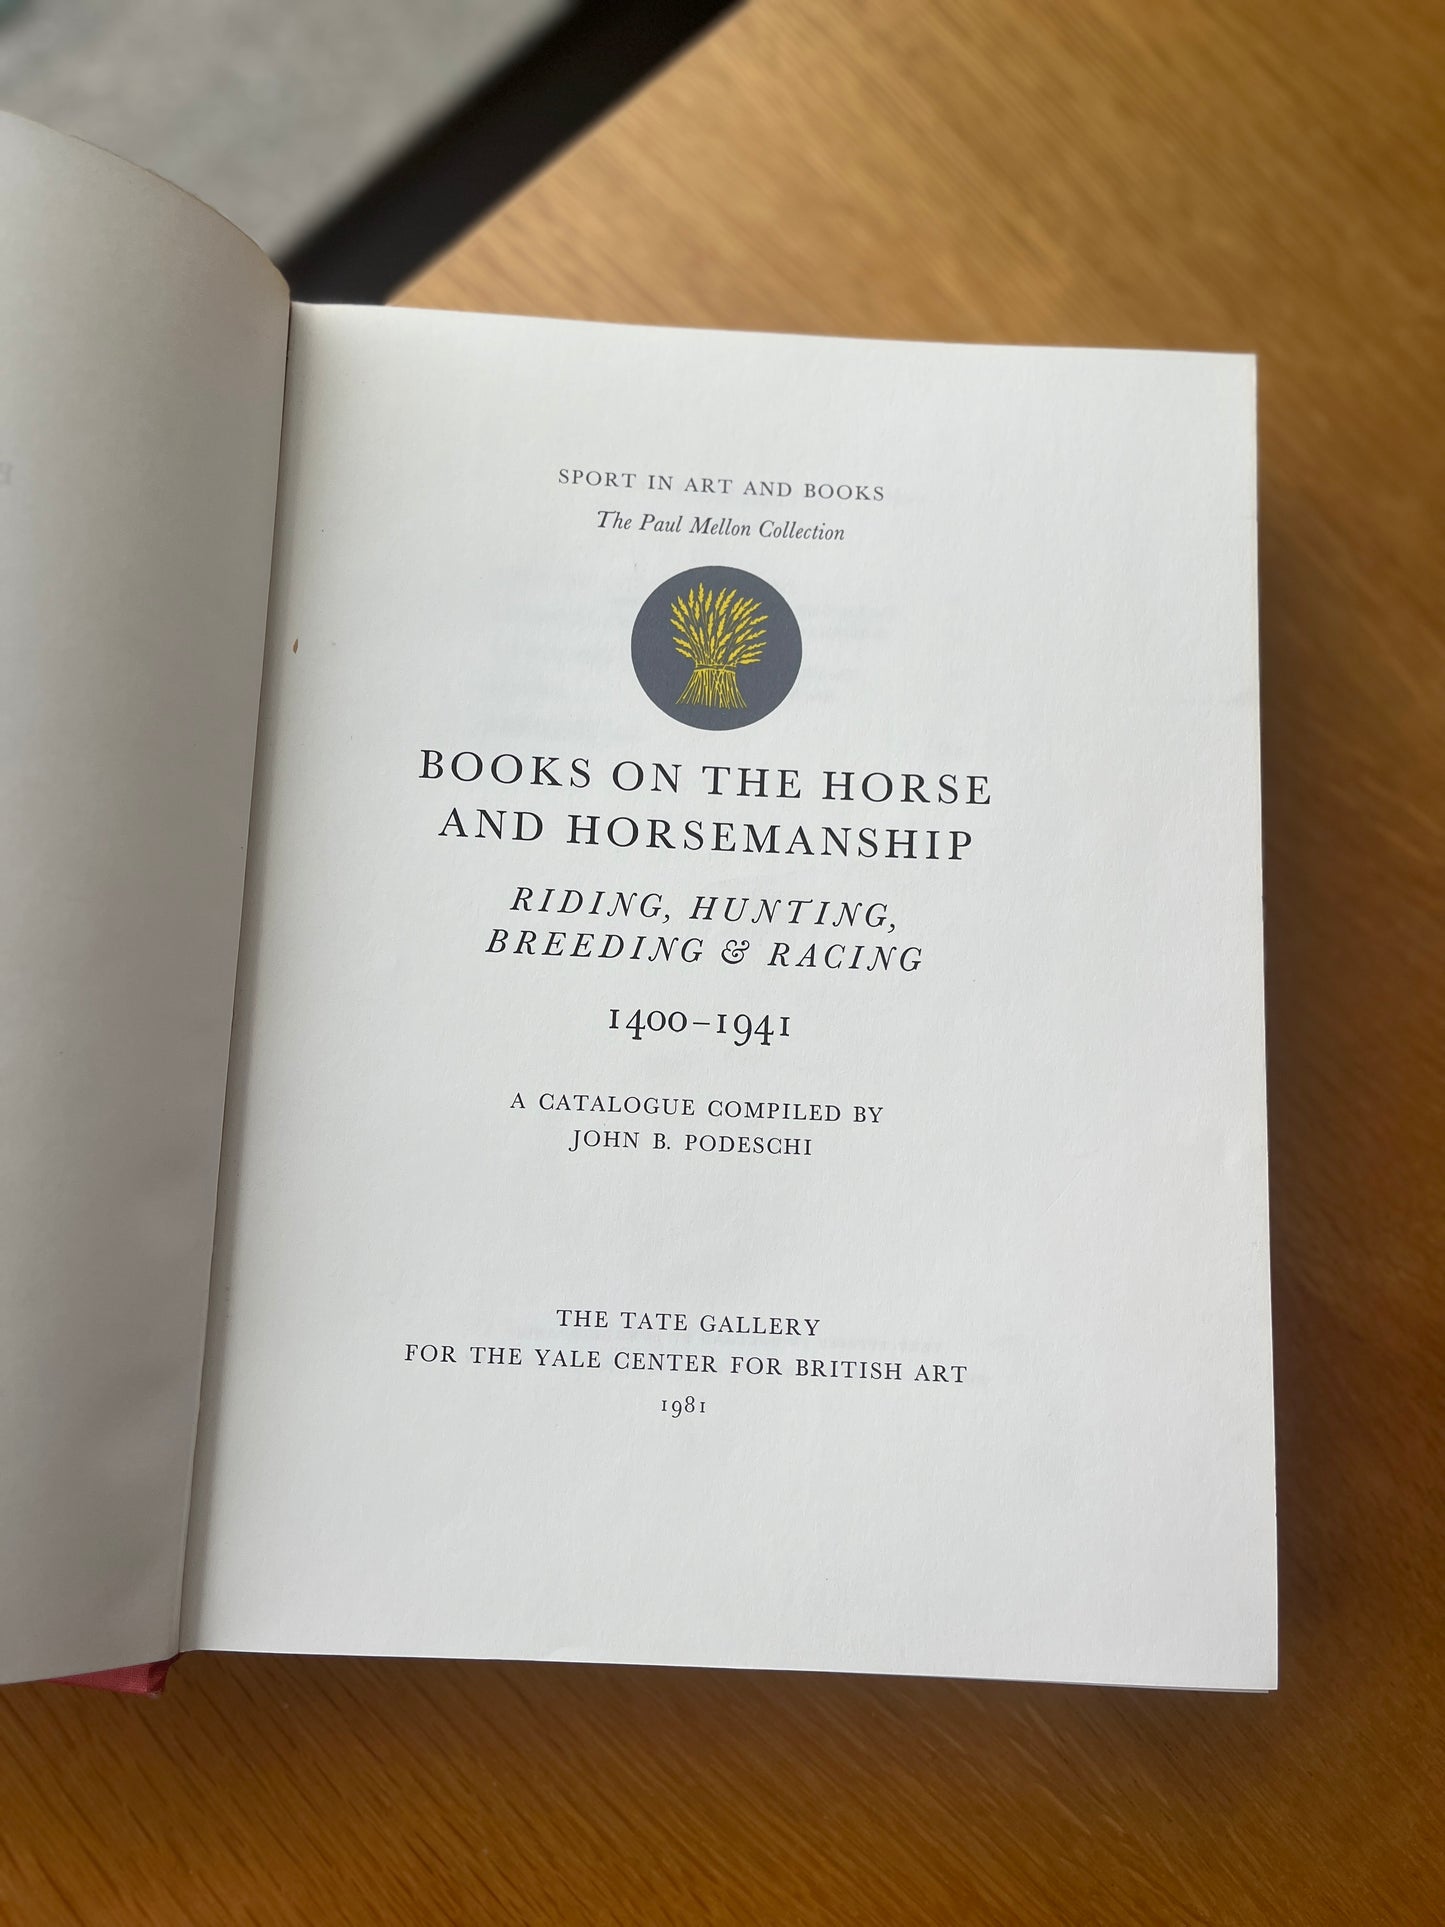 SPORT IN ART AND BOOKS
The Paul Mellon Collection
BOOKS ON THE HORSE
AND HORSEMANSHIP
RIDING, HUNTING,
BREEDING & RACING
1400–1941
A CATALOGUE COMPILED BY
JOHN B. PODESCHI
THE TATE GALLERY
FOR THE YALE CENTER FOR BRITISH ART
1981